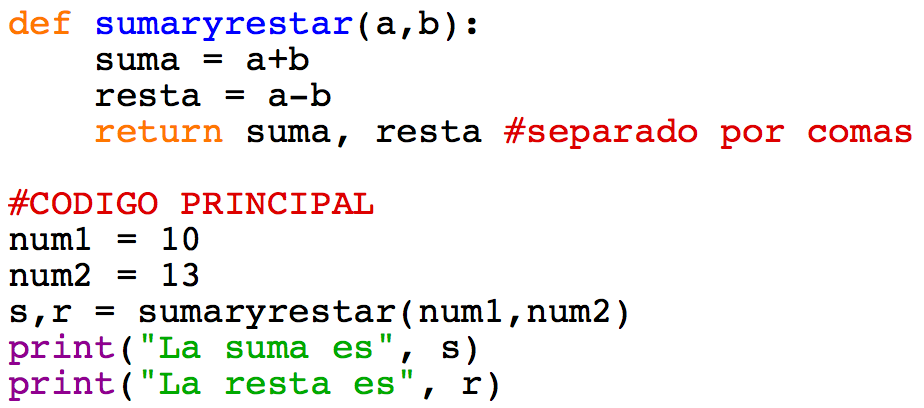 def sumaryrestar(a,b):
    suma = a+b
    resta = a-b
    return suma, resta #separado por comas

#CODIGO PRINCIPAL
num1 = 10
num2 = 13
s,r = sumaryrestar(num1,num2)
print("La suma es", s)
print("La resta es", r)